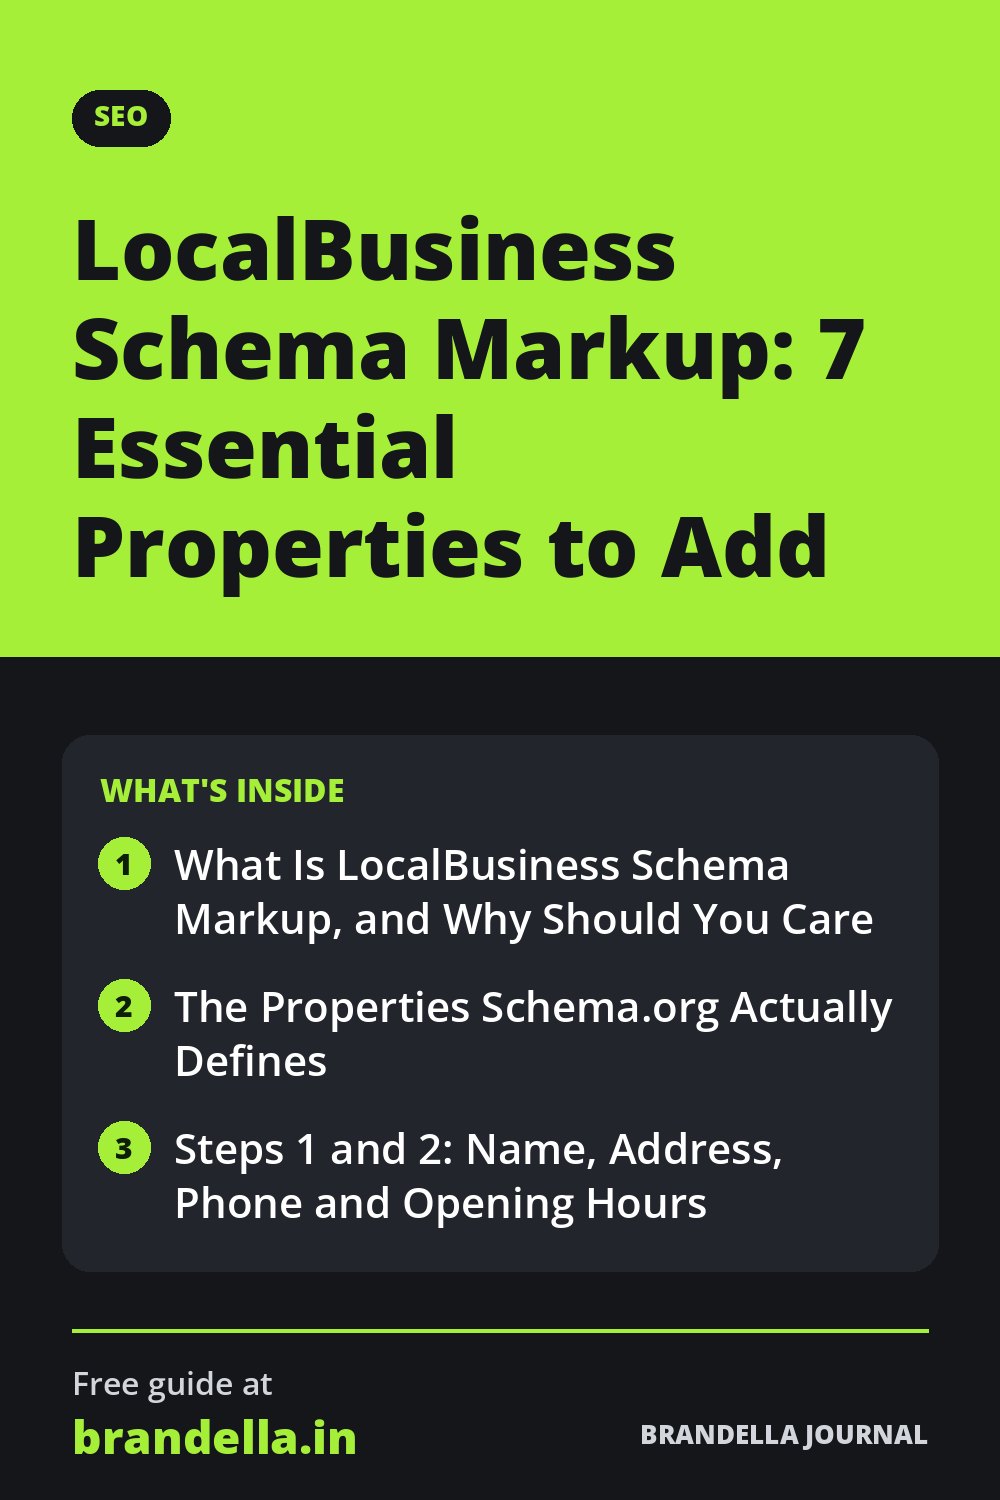 SEO
LocalBusiness
Schema Markup: 7
Essential
Properties to Add
WHAT'S INSIDE
1 What Is LocalBusiness Schema
Markup, and Why Should You Care
2 The Properties Schema.org Actually
Defines
3 Steps 1 and 2: Name, Address,
Phone and Opening Hours
Free guide at
brandella.in
BRANDELLA JOURNAL